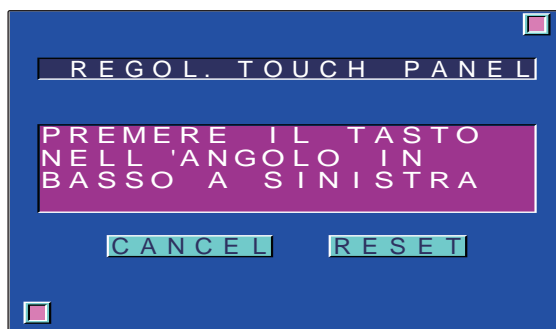 REGOL. TOUCH PANEL
PREMERE IL TASTO
NELL 'ANGOLO IN
BASSO A SINISTRA
CANCEL RESET